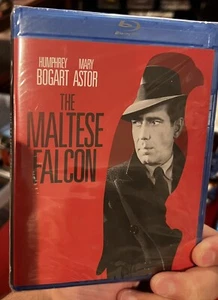 HUMPHREY MARY
BOGART ASTOR
THE
MALTESE
FALCON